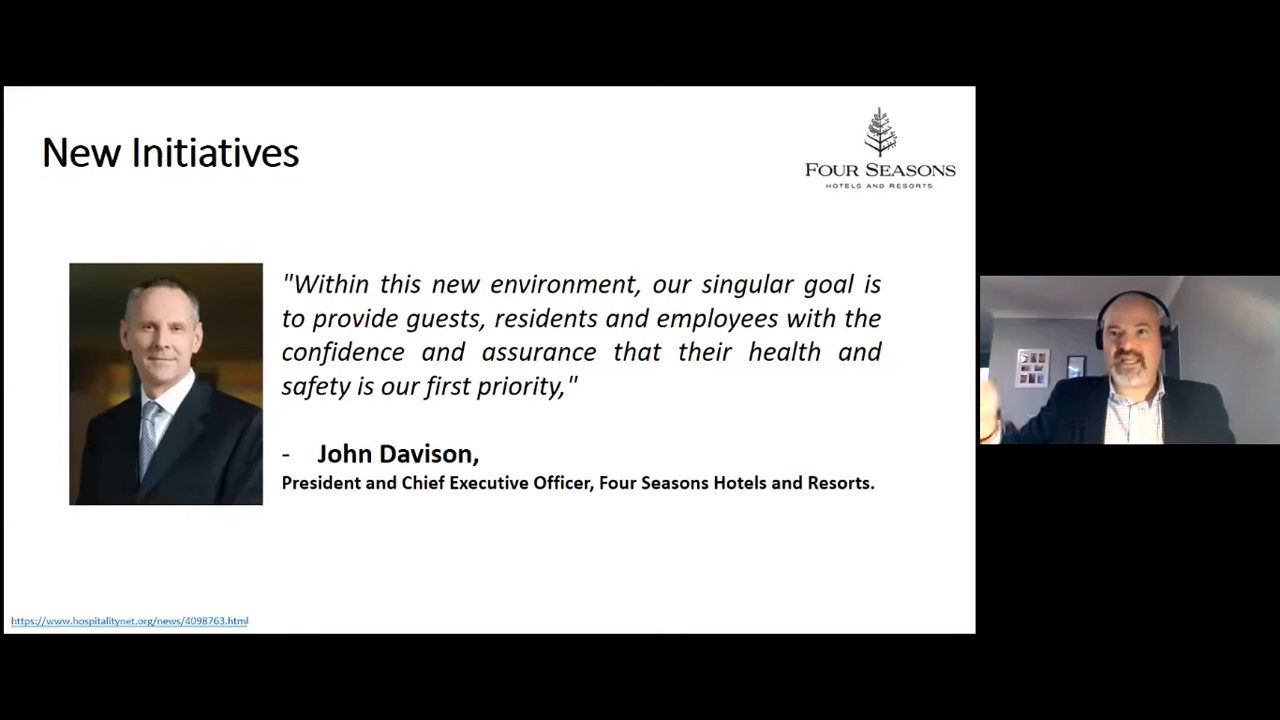 New Initiatives
FOUR SEASONS
HOTELS AND RESORTS
"Within this new environment, our singular goal is
to provide guests, residents and employees with the
confidence and assurance that their health and
safety is our first priority,"
- John Davison,
President and Chief Executive Officer, Four Seasons Hotels and Resorts.
https://www.hospitalitynet.org/news/4098763.html